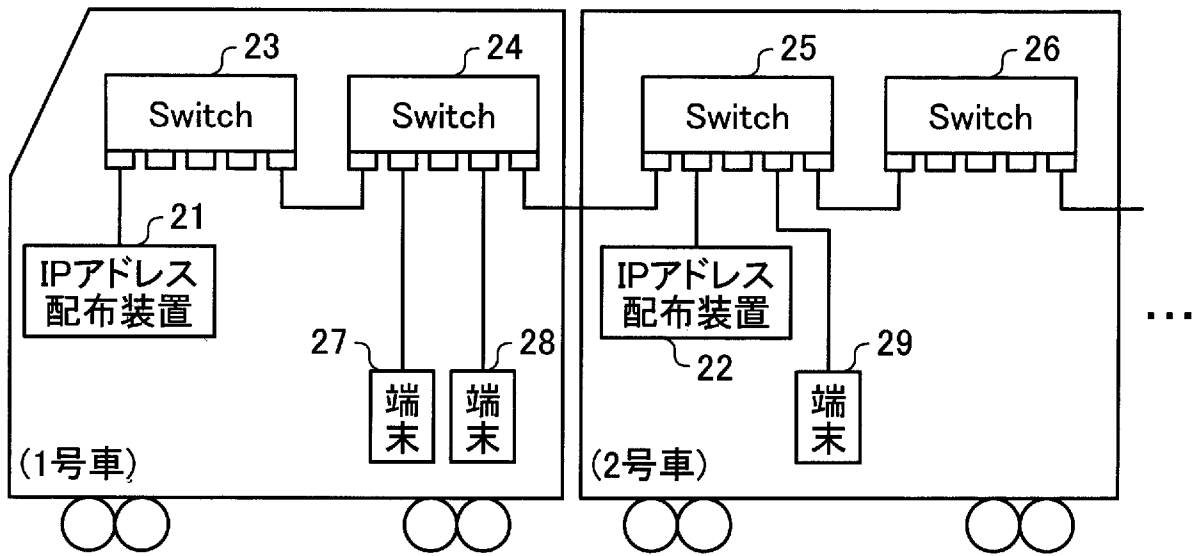 23
24
25
26
Switch
Switch
Switch
Switch
21
IPアドレス
配布装置
IPアドレス
配布装置
22
27
28
29
端末
端末
端末
(1号車)
(2号車)
…